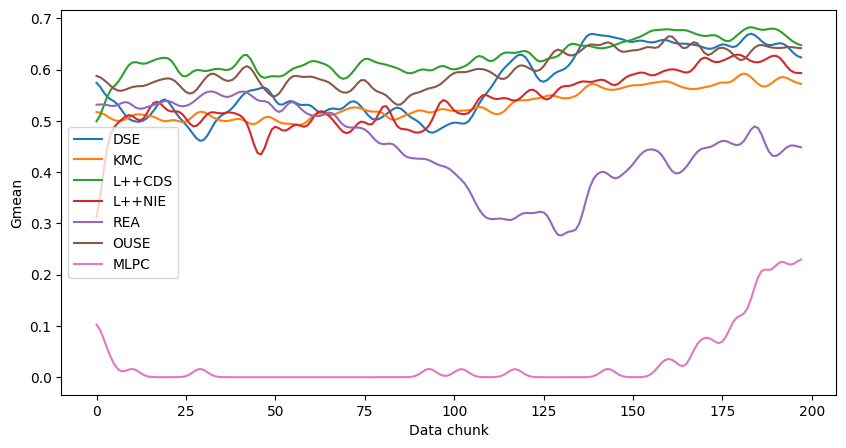 0.7
0.6
0.5
0.4
0.3
0.2
0.1
0.0
Gmean
DSE
KMC
L++CDS
L++NIE
REA
OUSE
MLPC
0 25 50 75 100 125 150 175 200
Data chunk